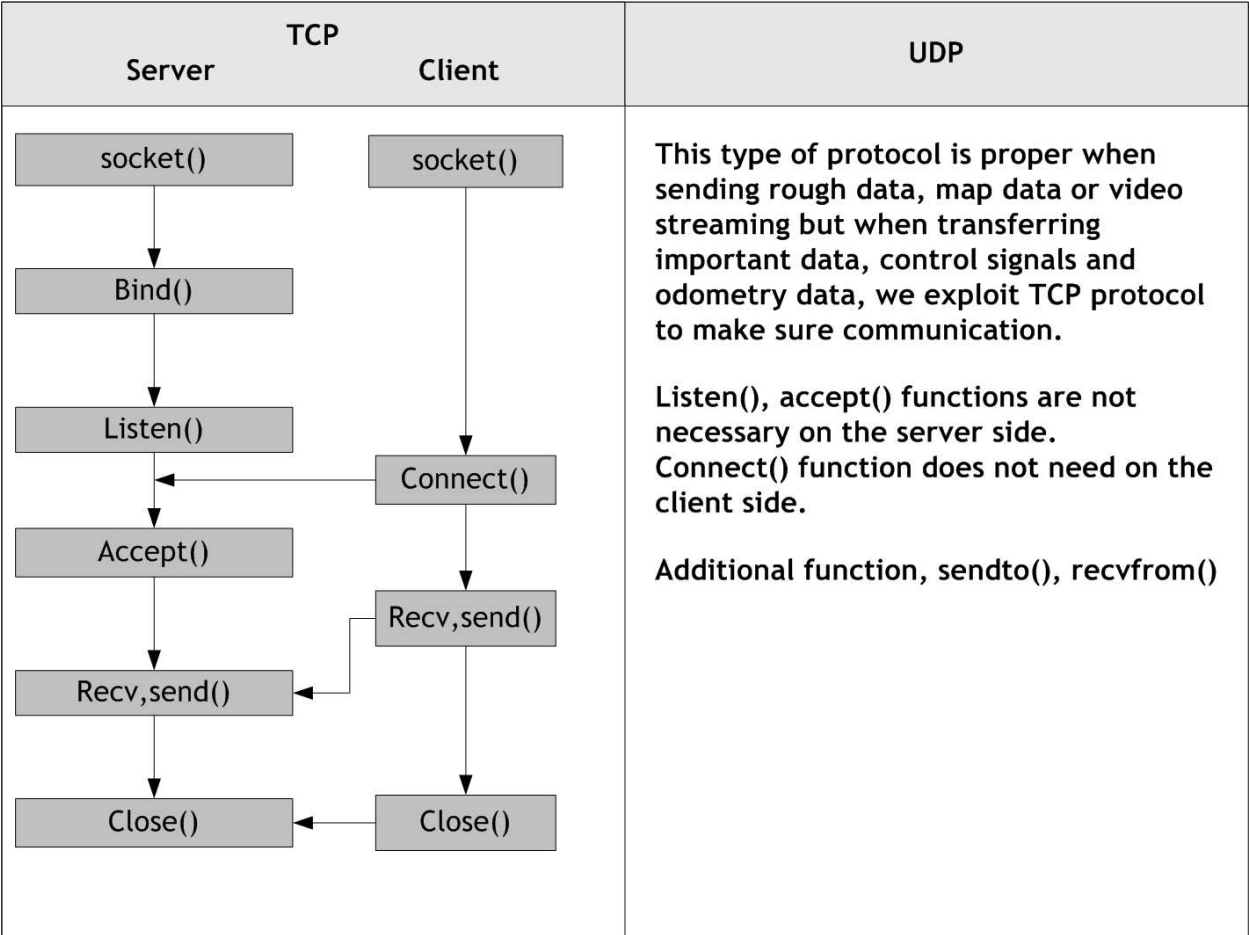 TCP
Server Client
UDP
socket()
socket()
Bind()
Listen()
Connect()
Accept()
Recv,send()
Recv,send()
Close()
Close()
This type of protocol is proper when
sending rough data, map data or video
streaming but when transferring
important data, control signals and
odometry data, we exploit TCP protocol
to make sure communication.
Listen(), accept() functions are not
necessary on the server side.
Connect() function does not need on the
client side.
Additional function, sendto(), recvfrom()